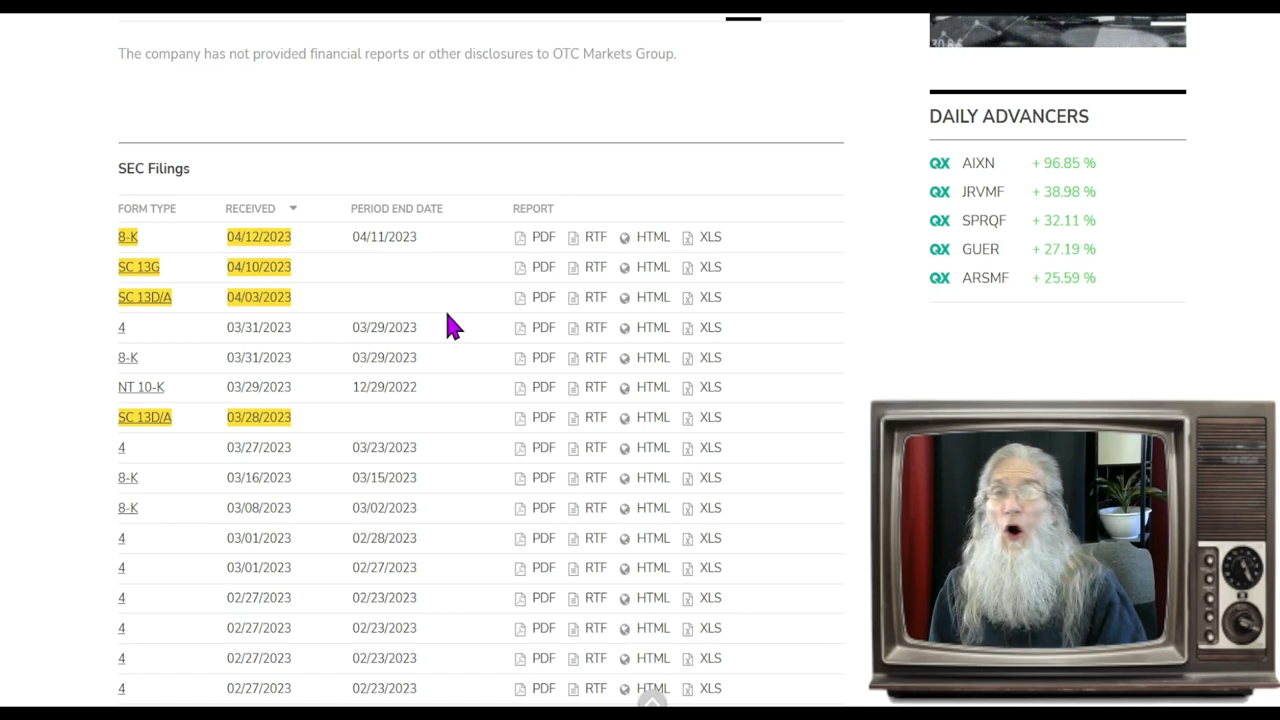 The company has not provided financial reports or other disclosures to OTC Markets Group.
SEC Filings
FORM TYPE RECEIVED PERIOD END DATE REPORT
8-K 04/12/2023 04/11/2023 PDF RTF HTML XLS
SC 13G 04/10/2023 PDF RTF HTML XLS
SC 13D/A 04/03/2023 PDF RTF HTML XLS
4 03/31/2023 03/29/2023 PDF RTF HTML XLS
8-K 03/31/2023 03/29/2023 PDF RTF HTML XLS
NT 10-K 03/29/2023 12/29/2022 PDF RTF HTML XLS
SC 13D/A 03/28/2023 PDF RTF HTML XLS
4 03/27/2023 03/23/2023 PDF RTF HTML XLS
8-K 03/16/2023 03/15/2023 PDF RTF HTML XLS
8-K 03/08/2023 03/02/2023 PDF RTF HTML XLS
4 03/01/2023 02/28/2023 PDF RTF HTML XLS
4 03/01/2023 02/27/2023 PDF RTF HTML XLS
4 02/27/2023 02/23/2023 PDF RTF HTML XLS
4 02/27/2023 02/23/2023 PDF RTF HTML XLS
4 02/27/2023 02/23/2023 PDF RTF HTML XLS
4 02/27/2023 02/23/2023 PDF RTF HTML XLS
DAILY ADVANCERS
QX AIXN + 96.85 %
QX JRVMF + 38.98 %
QX SPRQF + 32.11 %
QX GUER + 27.19 %
QX ARSMF + 25.59 %